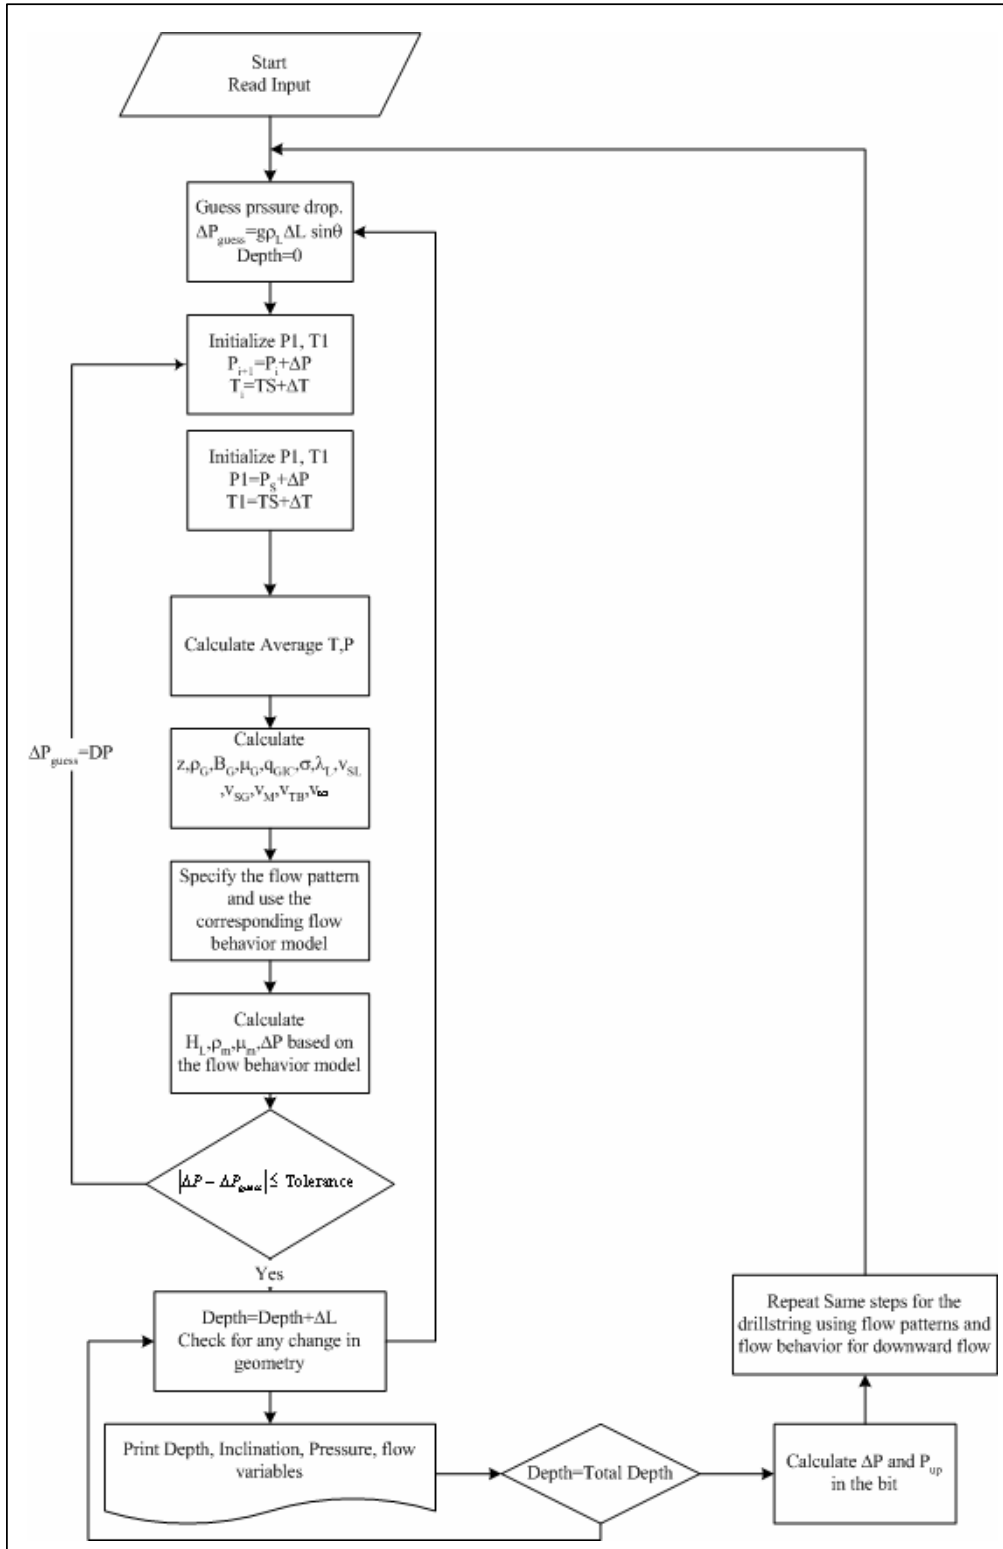 Start
Read Input
Guess prssure drop.
ΔP_guess=gρ_LΔL sinθ
Depth=0
Initialize P1, T1
P_i+1=P_i+ΔP
T_i=TS+ΔT
Initialize P1, T1
P1=P_S+ΔP
T1=TS+ΔT
Calculate Average T,P
ΔP_guess=DP
Calculate
z,ρ_G,B_G,μ_G,q_GIC,σ,λ_L,v_SL
,v_SG,v_M,v_TB,v_∞
Specify the flow pattern
and use the
corresponding flow
behavior model
Calculate
H_L,ρ_m,μ_m,ΔP based on
the flow behavior model
|ΔP − ΔP_guess| ≤ Tolerance
Yes
Depth=Depth+ΔL
Check for any change in
geometry
Repeat Same steps for the
drillstring using flow patterns and
flow behavior for downward flow
Print Depth, Inclination, Pressure, flow
variables
Depth=Total Depth
Calculate ΔP and P_up
in the bit